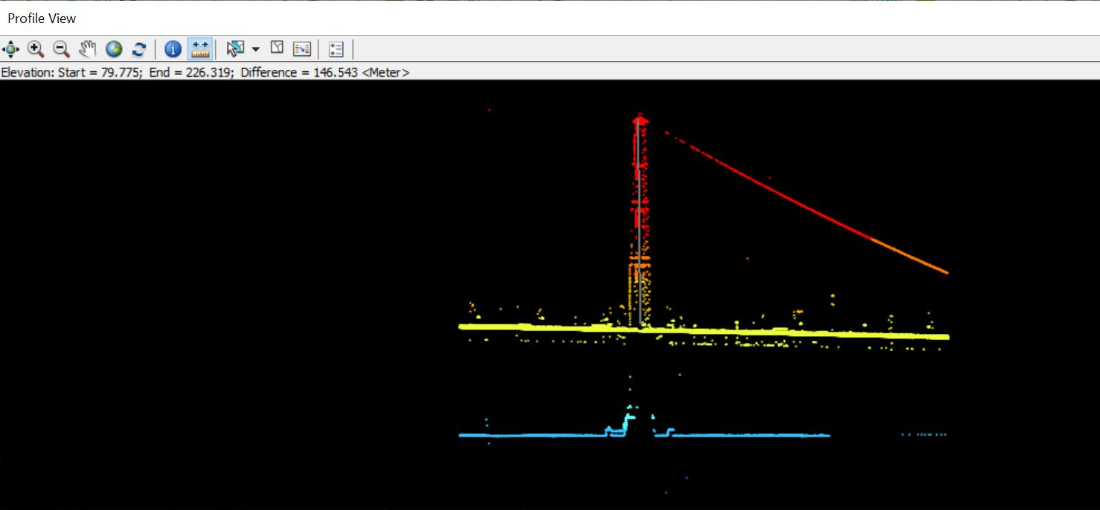 Profile View
Elevation: Start = 79.775; End = 226.319; Difference = 146.543 <Meter>